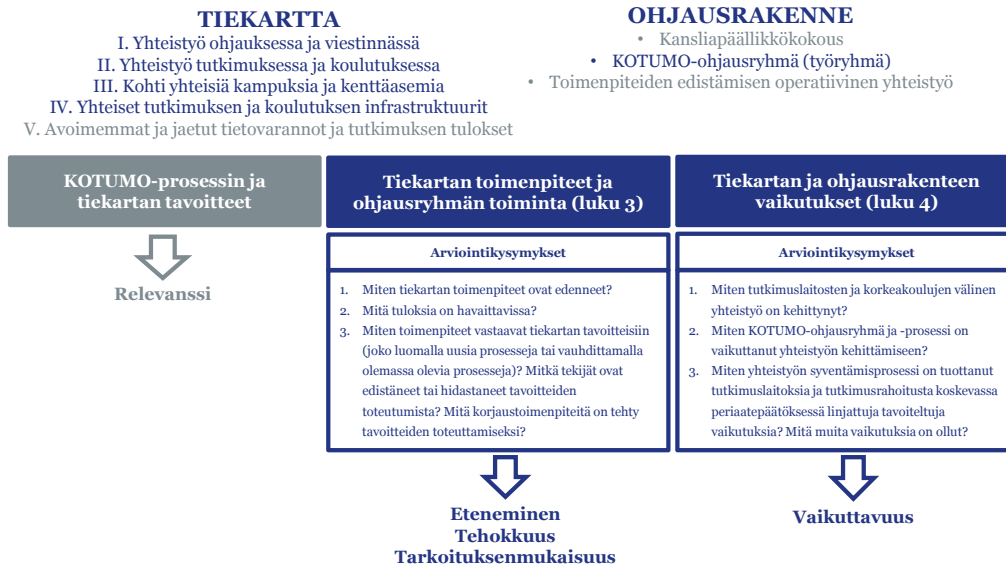 TIEKARTTA
I. Yhteistyö ohjauksessa ja viestinnässä
II. Yhteistyö tutkimuksessa ja koulutuksessa
III. Kohti yhteisiä kampuksia ja kenttäasemia
IV. Yhteiset tutkimuksen ja koulutuksen infrastruktuurit
V. Avoimemmat ja jaetut tietovarannot ja tutkimuksen tulokset
OHJAUSRAKENNE
• Kansliapäällikkökokous
• KOTUMO-ohjausryhmä (työryhmä)
• Toimenpiteiden edistämisen operatiivinen yhteistyö
KOTUMO-prosessin ja
tiekartan tavoitteet
Relevanssi
Tiekartan toimenpiteet ja
ohjausryhmän toiminta (luku 3)
Arviointikysymykset
1. Miten tiekartan toimenpiteet ovat edenneet?
2. Mitä tuloksia on havaittavissa?
3. Miten toimenpiteet vastaavat tiekartan tavoitteisiin
(joko luomalla uusia prosesseja tai vauhdittamalla
olemassa olevia prosesseja)? Mitkä tekijät ovat
edistäneet tai hidastaneet tavoitteiden
toteutumista? Mitä korjaustoimenpiteitä on tehty
tavoitteiden toteuttamiseksi?
Eteneminen
Tehokkuus
Tarkoituksenmukaisuus
Tiekartan ja ohjausrakenteen
vaikutukset (luku 4)
Arviointikysymykset
1. Miten tutkimuslaitosten ja korkeakoulujen välinen
yhteistyö on kehittynyt?
2. Miten KOTUMO-ohjausryhmä ja -prosessi on
vaikuttanut yhteistyön kehittämiseen?
3. Miten yhteistyön syventämisprosessi on tuottanut
tutkimuslaitoksia ja tutkimusrahoitusta koskevassa
periaatepäätöksessä linjattuja tavoiteltuja
vaikutuksia? Mitä muita vaikutuksia on ollut?
Vaikuttavuus